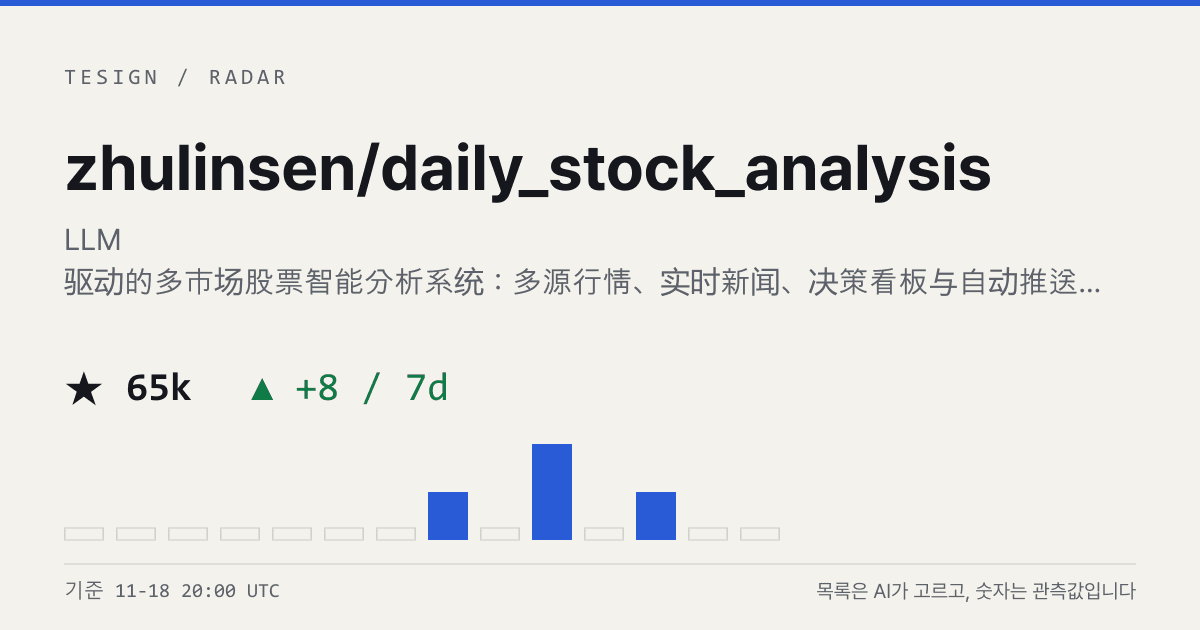 TESIGN / RADAR
zhulinsen/daily_stock_analysis
LLM
驱动的多市场股票智能分析系统：多源行情、实时新闻、决策看板与自动推送…
★ 65k ▲ +8 / 7d
기준 11-18 20:00 UTC
목록은 AI가 고르고, 숫자는 관측값입니다